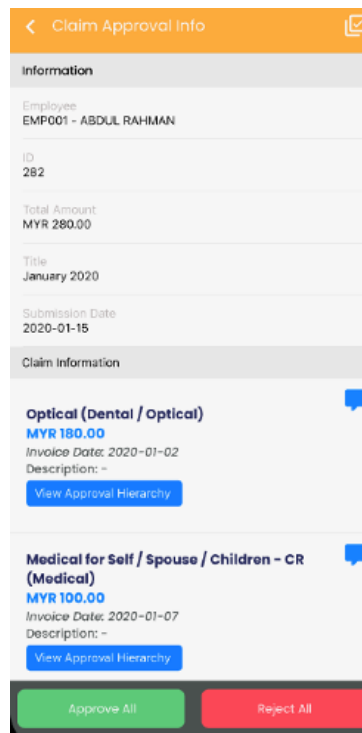 Claim Approval Info
Information
Employee
EMP001 - ABDUL RAHMAN
ID
282
Total Amount
MYR 280.00
Title
January 2020
Submission Date
2020-01-15
Claim Information
Optical (Dental / Optical)
MYR 180.00
Invoice Date: 2020-01-02
Description: -
View Approval Hierarchy
Medical for Self / Spouse / Children - CR
(Medical)
MYR 100.00
Invoice Date: 2020-01-07
Description: -
View Approval Hierarchy
Approve All
Reject All